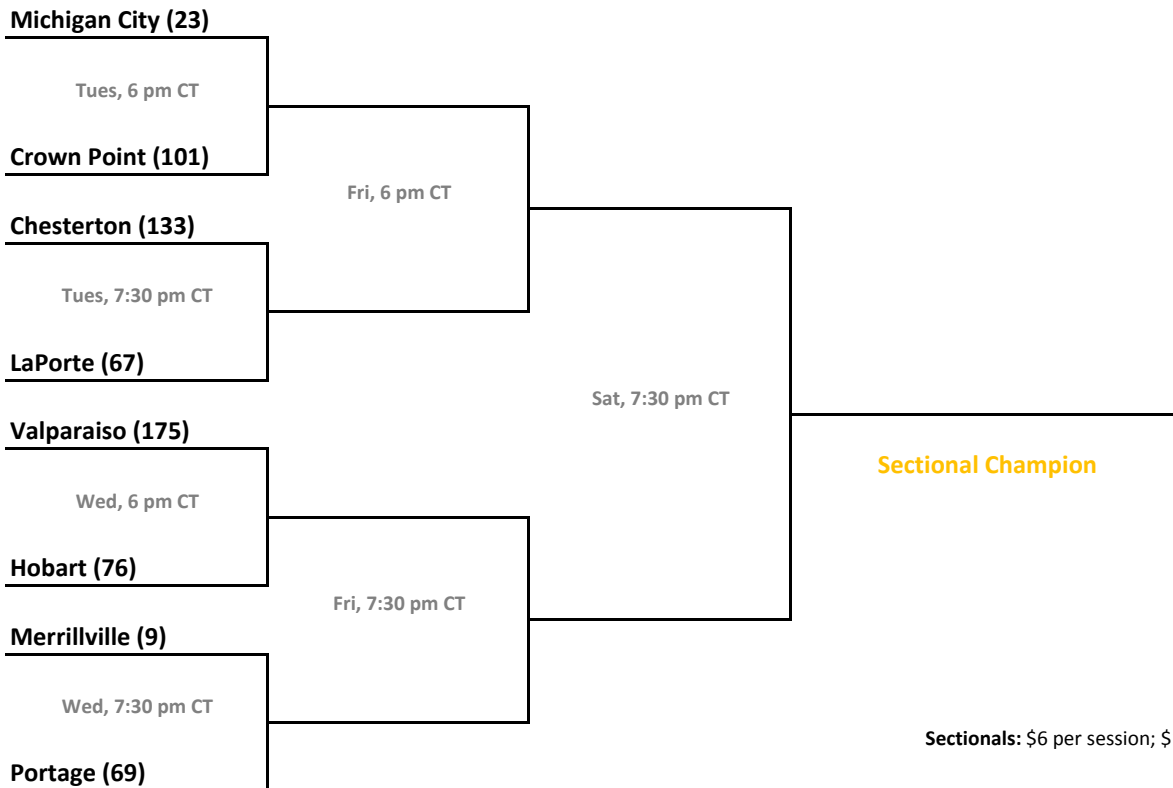 Michigan City (23)
Tues, 6 pm CT
Crown Point (101)
Fri, 6 pm CT
Chesterton (133)
Tues, 7:30 pm CT
LaPorte (67)
Sat, 7:30 pm CT
Valparaiso (175)
Sectional Champion
Wed, 6 pm CT
Hobart (76)
Fri, 7:30 pm CT
Merrillville (9)
Wed, 7:30 pm CT
Sectionals: $6 per session; $
Portage (69)